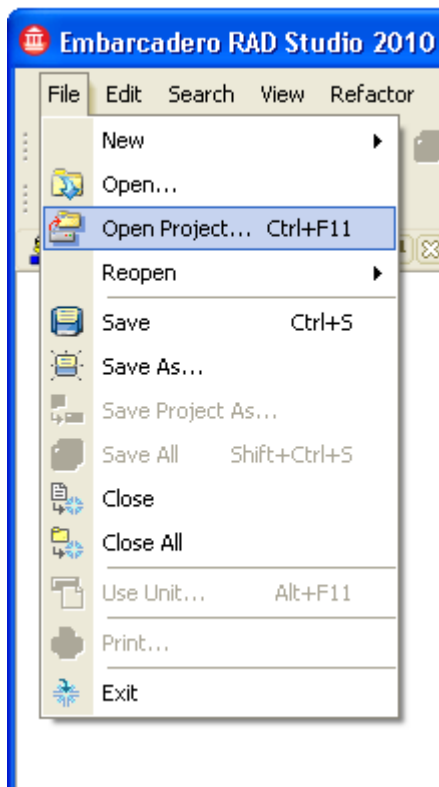 Embarcadero RAD Studio 2010
File Edit Search View Refactor
New
Open...
Open Project... Ctrl+F11
Reopen
Save Ctrl+S
Save As...
Save Project As...
Save All Shift+Ctrl+S
Close
Close All
Use Unit... Alt+F11
Print...
Exit